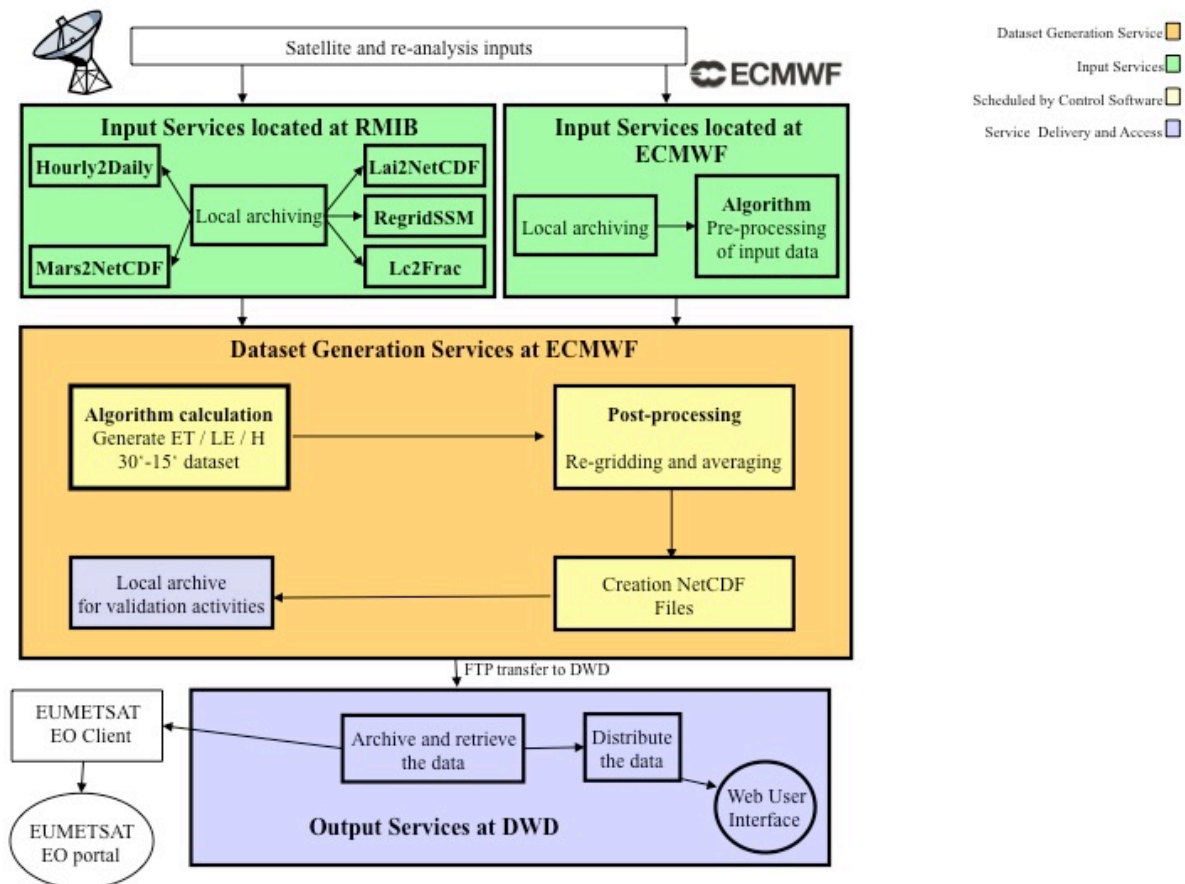 Satellite and re-analysis inputs
ECMWF
Dataset Generation Service
Input Services
Scheduled by Control Software
Service Delivery and Access
Input Services located at RMIB
Hourly2Daily
Lai2NetCDF
Local archiving
RegridSSM
Mars2NetCDF
Lc2Frac
Input Services located at
ECMWF
Local archiving
Algorithm
Pre-processing
of input data
Dataset Generation Services at ECMWF
Algorithm calculation
Generate ET / LE / H
30'-15' dataset
Post-processing
Re-gridding and averaging
Local archive
for validation activities
Creation NetCDF
Files
FTP transfer to DWD
EUMETSAT
EO Client
Archive and retrieve
the data
Distribute
the data
Web User
Interface
EUMETSAT
EO portal
Output Services at DWD